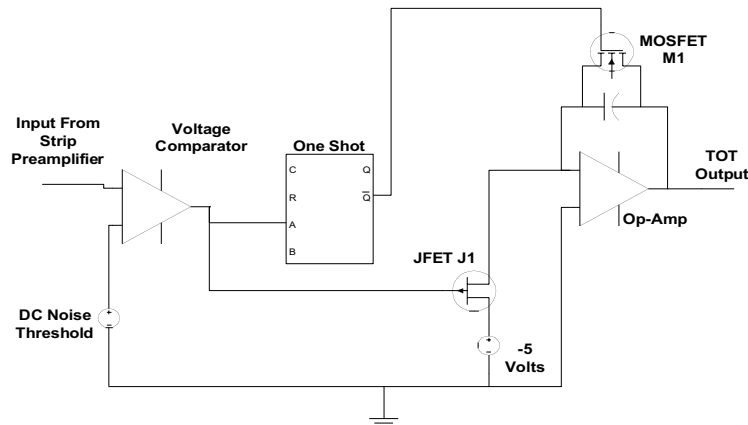 MOSFET
M1
Input From
Strip
Preamplifier
Voltage
Comparator
One Shot
C
Q
R
Q
A
B
TOT
Output
Op-Amp
JFET J1
DC Noise
Threshold
-5
Volts